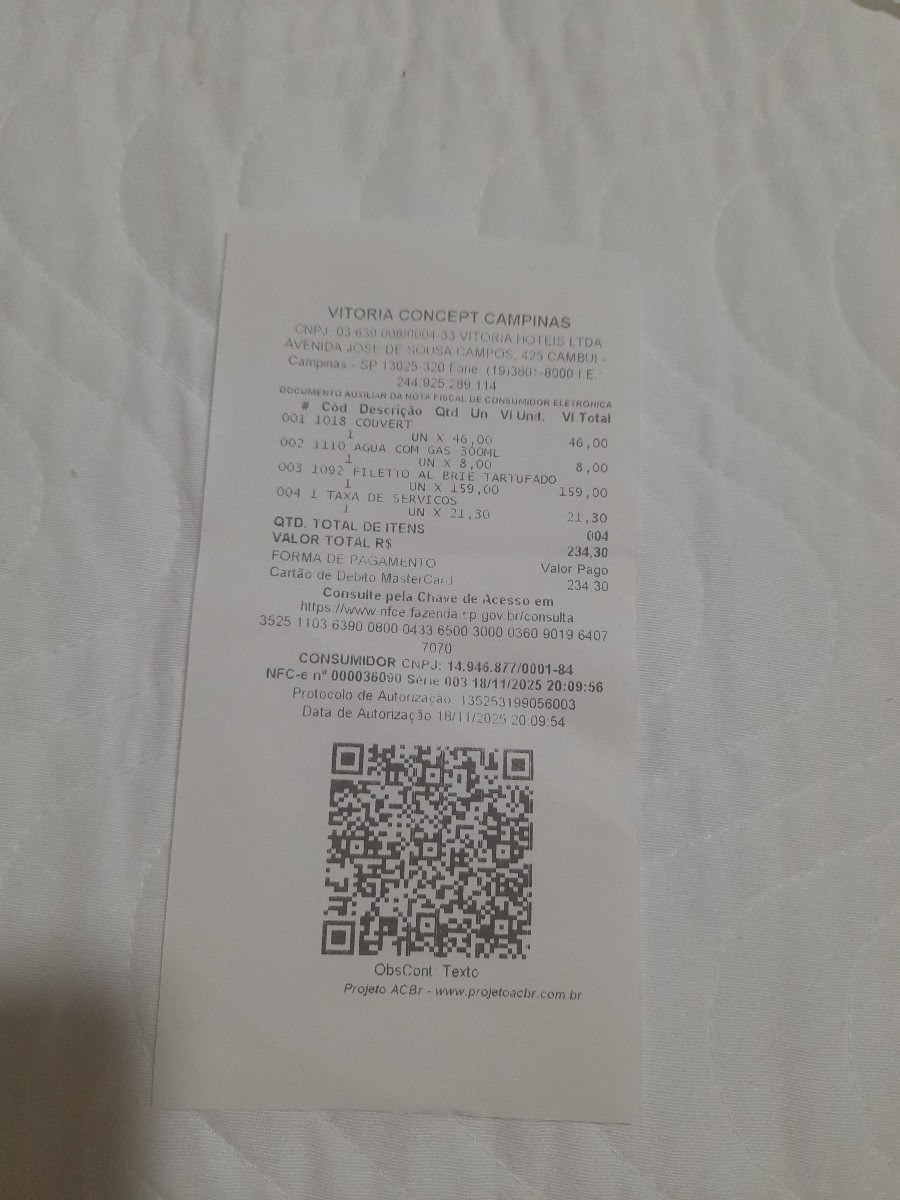 VITORIA CONCEPT CAMPINAS
CNPJ: 03.639.008/0004-33 VITORIA HOTEIS LTDA
AVENIDA JOSE DE SOUSA CAMPOS, 425 CAMBUI -
Campinas - SP 13025-320 Fone: (19)3801-8000 I.E.:
244.925.289.114
DOCUMENTO AUXILIAR DA NOTA FISCAL DE CONSUMIDOR ELETRÔNICA
# Cód Descrição Qtd Un Vl Unit. Vl Total
001 1018 COUVERT
1 UN X 46,00 46,00
002 1110 AGUA COM GAS 300ML
1 UN X 8,00 8,00
003 1092 FILETTO AL BRIE TARTUFADO
1 UN X 159,00 159,00
004 1 TAXA DE SERVICOS
1 UN X 21,30 21,30
QTD. TOTAL DE ITENS 004
VALOR TOTAL R$ 234,30
FORMA DE PAGAMENTO Valor Pago
Cartão de Debito MasterCard 234,30
Consulte pela Chave de Acesso em
https://www.nfce.fazenda.sp.gov.br/consulta
3525 1103 6390 0800 0433 6500 3000 0360 9019 6407
7070
CONSUMIDOR CNPJ: 14.946.877/0001-84
NFC-e nº 000036090 Série 003 18/11/2025 20:09:56
Protocolo de Autorização: 135253199056003
Data de Autorização 18/11/2025 20:09:54
ObsCont: Texto
Projeto ACBr - www.projetoacbr.com.br